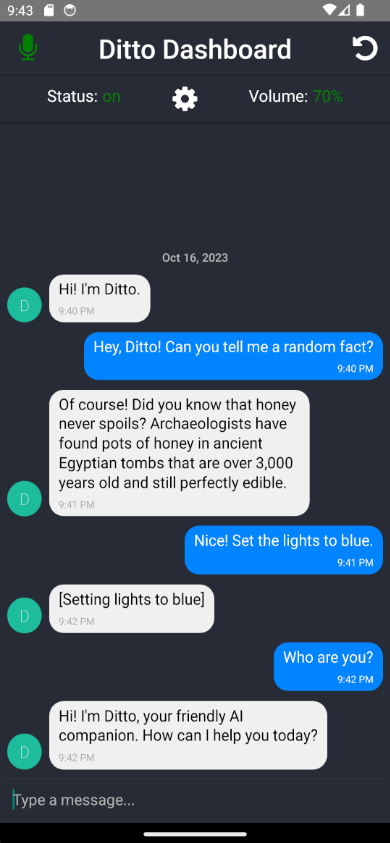 9:43
Ditto Dashboard
Status: on
Volume: 70%
Oct 16, 2023
Hi! I'm Ditto.
9:40 PM
D
Hey, Ditto! Can you tell me a random fact?
9:40 PM
Of course! Did you know that honey
never spoils? Archaeologists have
found pots of honey in ancient
Egyptian tombs that are over 3,000
years old and still perfectly edible.
9:41 PM
D
Nice! Set the lights to blue.
9:41 PM
[Setting lights to blue]
9:42 PM
D
Who are you?
9:42 PM
Hi! I'm Ditto, your friendly AI
companion. How can I help you today?
9:42 PM
D
Type a message...